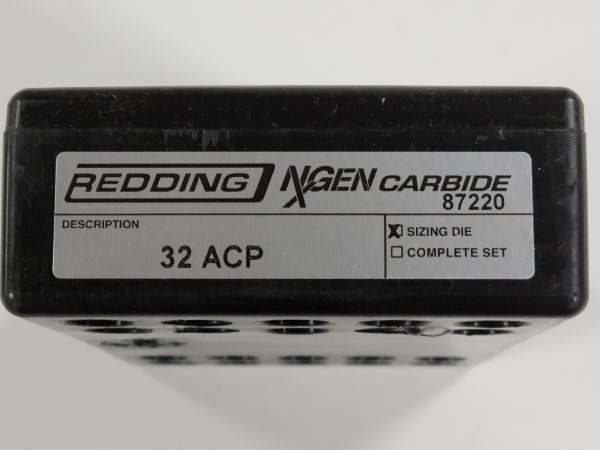 REDDING NXGEN CARBIDE
87220
DESCRIPTION
32 ACP
X SIZING DIE
COMPLETE SET